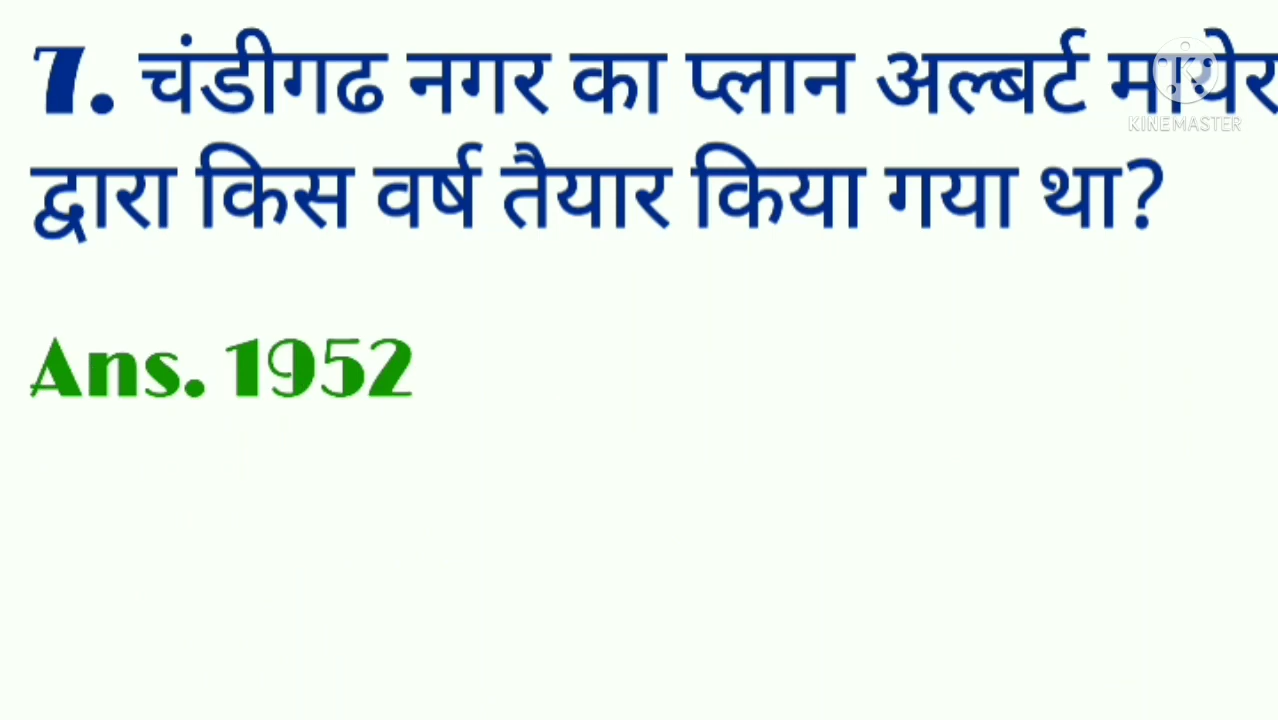 7. चंडीगढ नगर का प्लान अल्बर्ट मायेर
द्वारा किस वर्ष तैयार किया गया था?
Ans. 1952
KINEMASTER